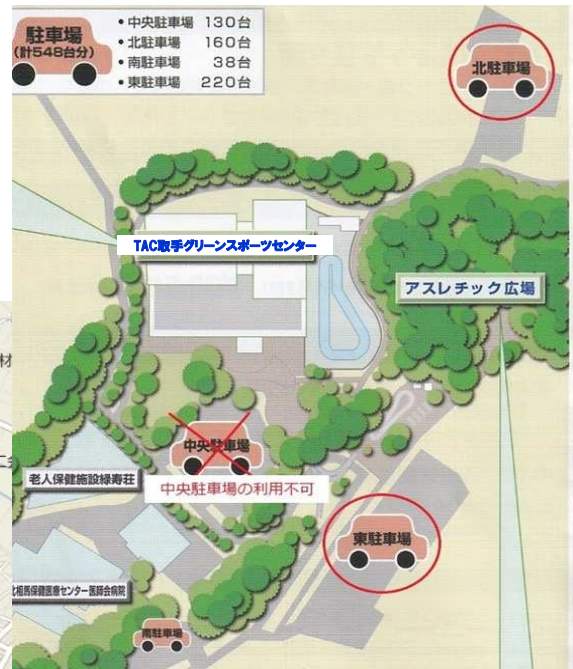 駐車場
(計548台分)
• 中央駐車場 130台
• 北駐車場 160台
• 南駐車場 38台
• 東駐車場 220台
北駐車場
TAC取手グリーンスポーツセンター
アスレチック広場
中央駐車場
中央駐車場の利用不可
老人保健施設緑寿荘
東駐車場
北相馬保健医療センター医師会病院
南駐車場